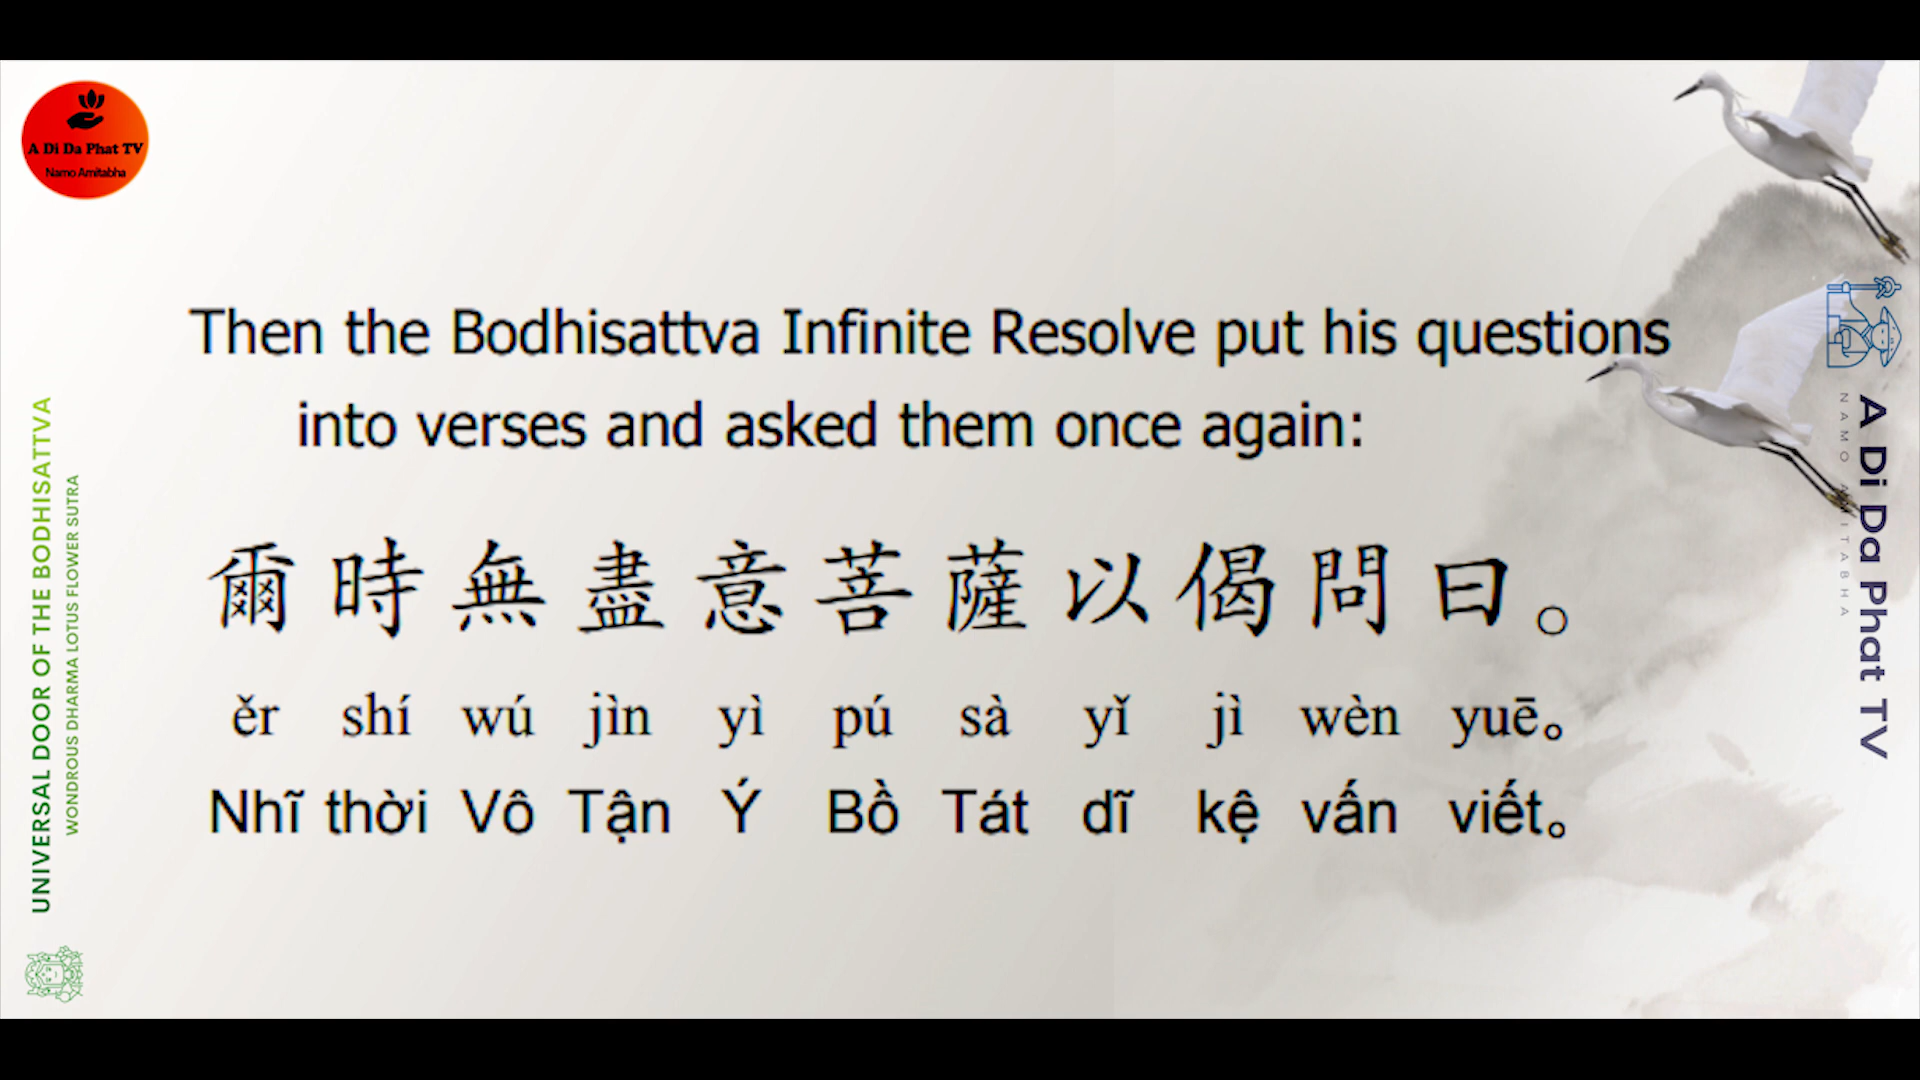 A Di Da Phat TV
Namo Amitabha
Then the Bodhisattva Infinite Resolve put his questions
into verses and asked them once again:
爾時無盡意菩薩以偈問曰。
ěr shí wú jìn yì pú sà yǐ jì wèn yuē。
Nhĩ thời Vô Tận Ý Bồ Tát dĩ kệ vấn viết。
UNIVERSAL DOOR OF THE BODHISATTVA
WONDROUS DHARMA LOTUS FLOWER SUTRA
A Di Da Phat TV
NAMO AMITABHA